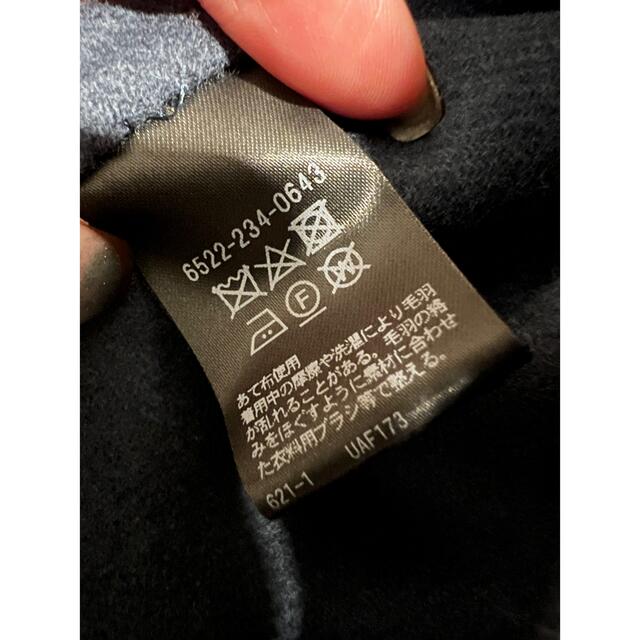 6522-234-0643
F
W
あて布使用
着用中の摩擦や洗濯により毛羽
が乱れることがある。毛羽の絡
みをほぐすように素材に合わせ
た衣料用ブラシ等で整える。
621-1 UAF173